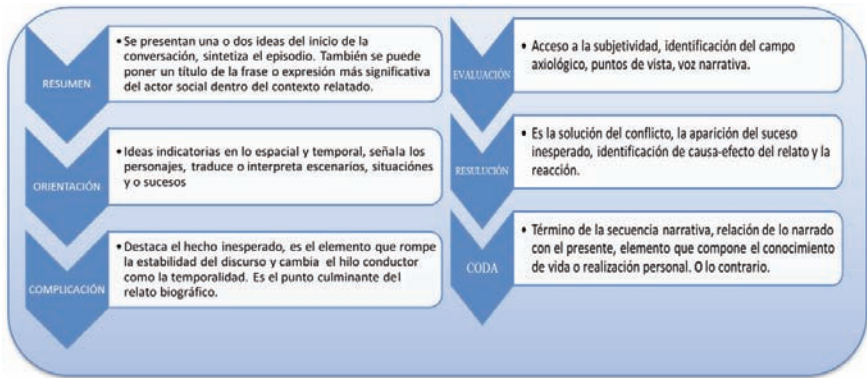 RESUMEN
• Se presentan una o dos ideas del inicio de la
conversación, sintetiza el episodio. También se puede
poner un título de la frase o expresión más significativa
del actor social dentro del contexto relatado.
ORIENTACIÓN
• Ideas indicatorias en lo espacial y temporal, señala los
personajes, traduce o interpreta escenarios, situaciónes
y o sucesos
COMPLICACIÓN
• Destaca el hecho inesperado, es el elemento que rompe
la estabilidad del discurso y cambia el hilo conductor
como la temporalidad. Es el punto culminante del
relato biográfico.
EVALUACIÓN
• Acceso a la subjetividad, identificación del campo
axiológico, puntos de vista, voz narrativa.
RESULUCIÓN
• Es la solución del conflicto, la aparición del suceso
inesperado, identificación de causa-efecto del relato y la
reacción.
CODA
• Término de la secuencia narrativa, relación de lo narrado
con el presente, elemento que compone el conocimiento
de vida o realización personal. O lo contrario.